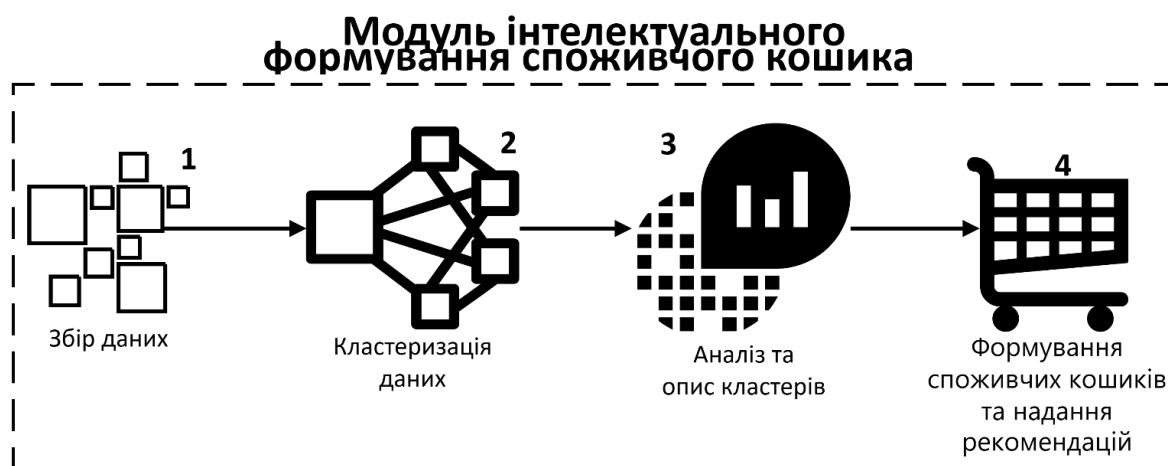 Модуль інтелектуального
формування споживчого кошика
1
2
3
4
Збір даних
Кластеризація
даних
Аналіз та
опис кластерів
Формування
споживчих кошиків
та надання
рекомендацій